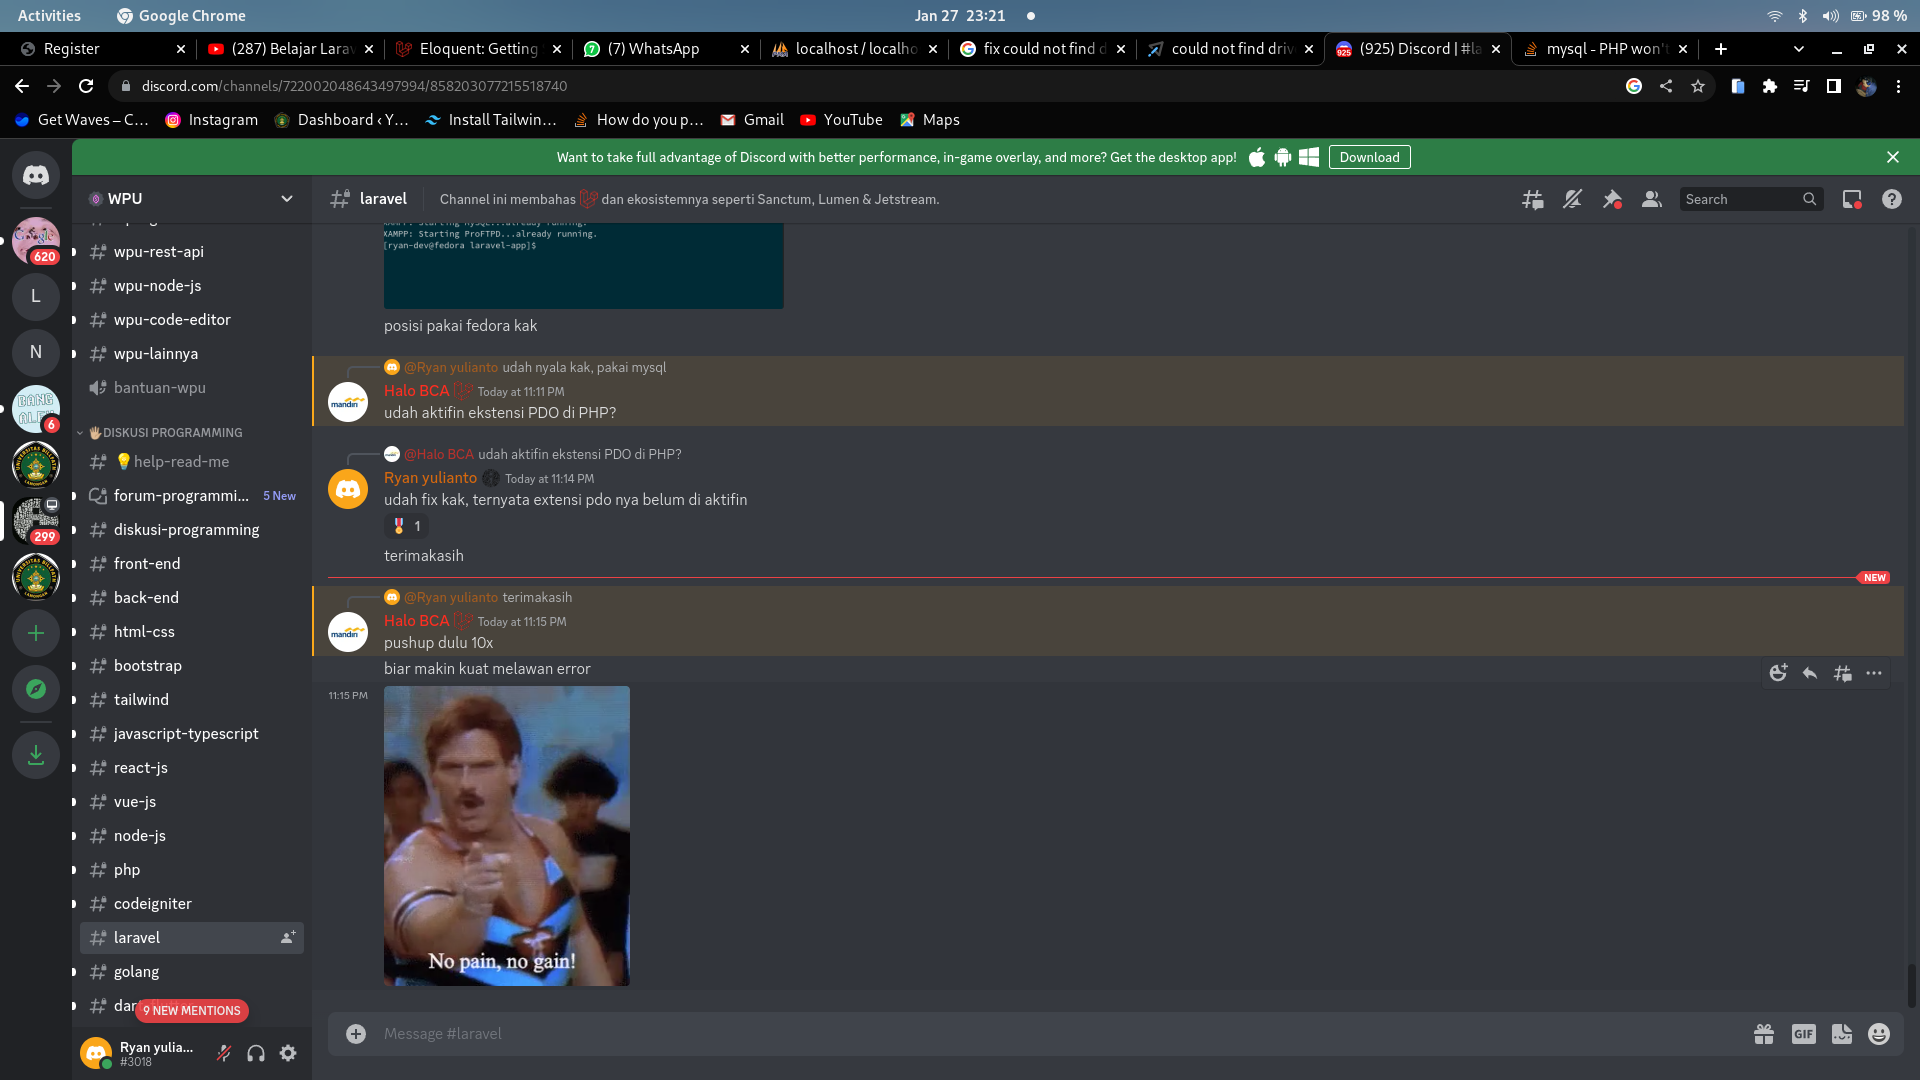 Activities
Google Chrome
Jan 27 23:21
98 %
Register
(287) Belajar Lara
Eloquent: Getting
(7) WhatsApp
localhost / localho
fix could not find d
could not find driv
(925) Discord | #la
mysql - PHP won't
discord.com/channels/722002048643497994/858203077215518740
Get Waves – C…
Instagram
Dashboard ‹ Y…
Install Tailwin…
How do you p…
Gmail
YouTube
Maps
Want to take full advantage of Discord with better performance, in-game overlay, and more? Get the desktop app!
Download
WPU
laravel
Channel ini membahas dan ekosistemnya seperti Sanctum, Lumen & Jetstream.
Search
620
L
N
BANG
6
299
wpu-rest-api
wpu-node-js
wpu-code-editor
wpu-lainnya
bantuan-wpu
🖐DISKUSI PROGRAMMING
💡help-read-me
forum-programmi... 5 New
diskusi-programming
front-end
back-end
html-css
bootstrap
tailwind
javascript-typescript
react-js
vue-js
node-js
php
codeigniter
laravel
golang
9 NEW MENTIONS
Ryan yulia...
#3018
XAMPP: Starting MySQL...already running.
XAMPP: Starting ProFTPD...already running.
[ryan-dev@fedora laravel-app]$
posisi pakai fedora kak
@Ryan yulianto udah nyala kak, pakai mysql
mandiri
Halo BCA Today at 11:11 PM
udah aktifin ekstensi PDO di PHP?
@Halo BCA udah aktifin ekstensi PDO di PHP?
Ryan yulianto Today at 11:14 PM
udah fix kak, ternyata extensi pdo nya belum di aktifin
1
terimakasih
NEW
@Ryan yulianto terimakasih
mandiri
Halo BCA Today at 11:15 PM
pushup dulu 10x
biar makin kuat melawan error
11:15 PM
No pain, no gain!
Message #laravel
GIF